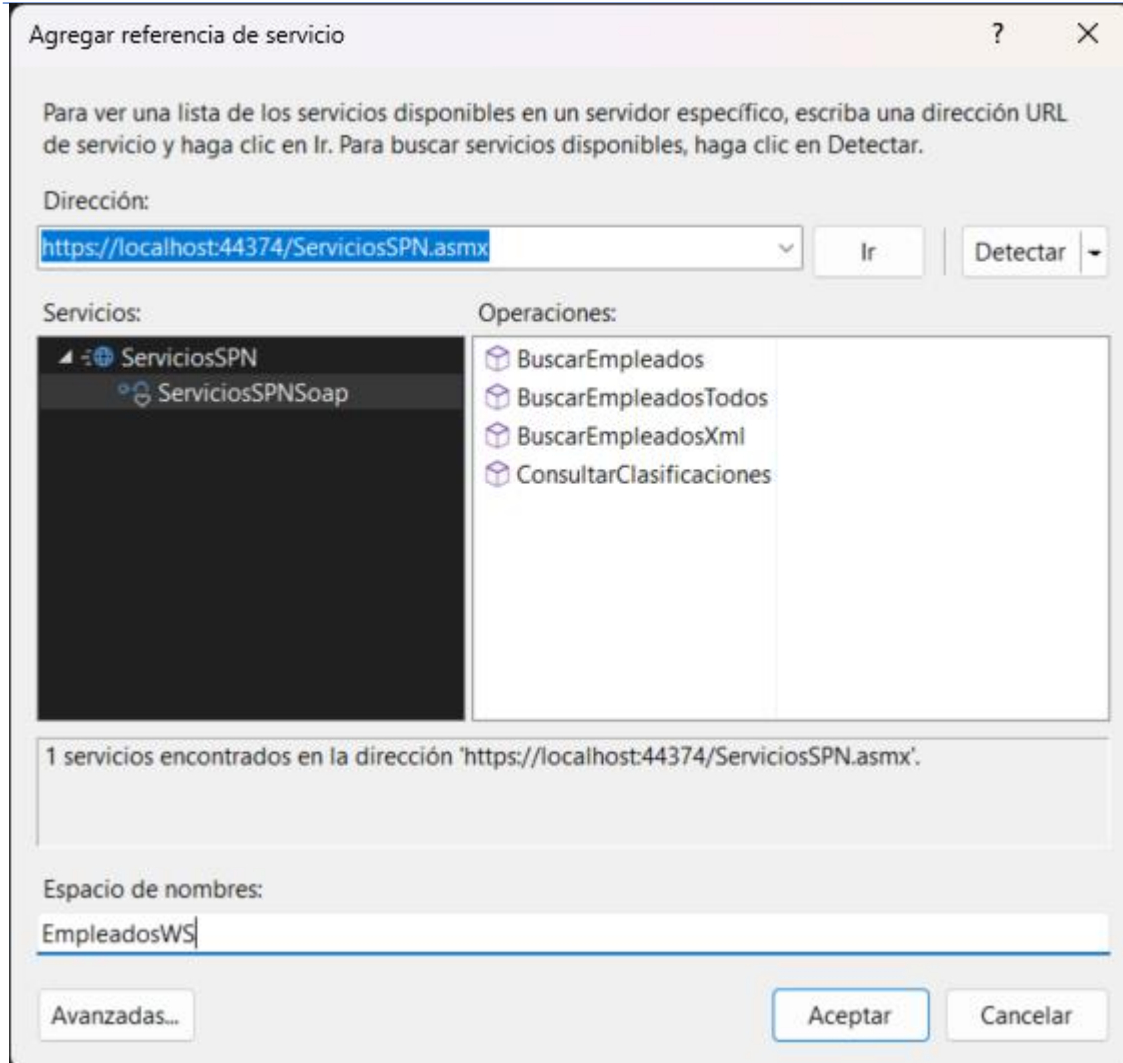 Agregar referencia de servicio
?
Para ver una lista de los servicios disponibles en un servidor específico, escriba una dirección URL
de servicio y haga clic en Ir. Para buscar servicios disponibles, haga clic en Detectar.
Dirección:
https://localhost:44374/ServiciosSPN.asmx
Ir
Detectar
Servicios:
Operaciones:
ServiciosSPN
ServiciosSPNSoap
BuscarEmpleados
BuscarEmpleadosTodos
BuscarEmpleadosXml
ConsultarClasificaciones
1 servicios encontrados en la dirección 'https://localhost:44374/ServiciosSPN.asmx'.
Espacio de nombres:
EmpleadosWS
Avanzadas...
Aceptar
Cancelar